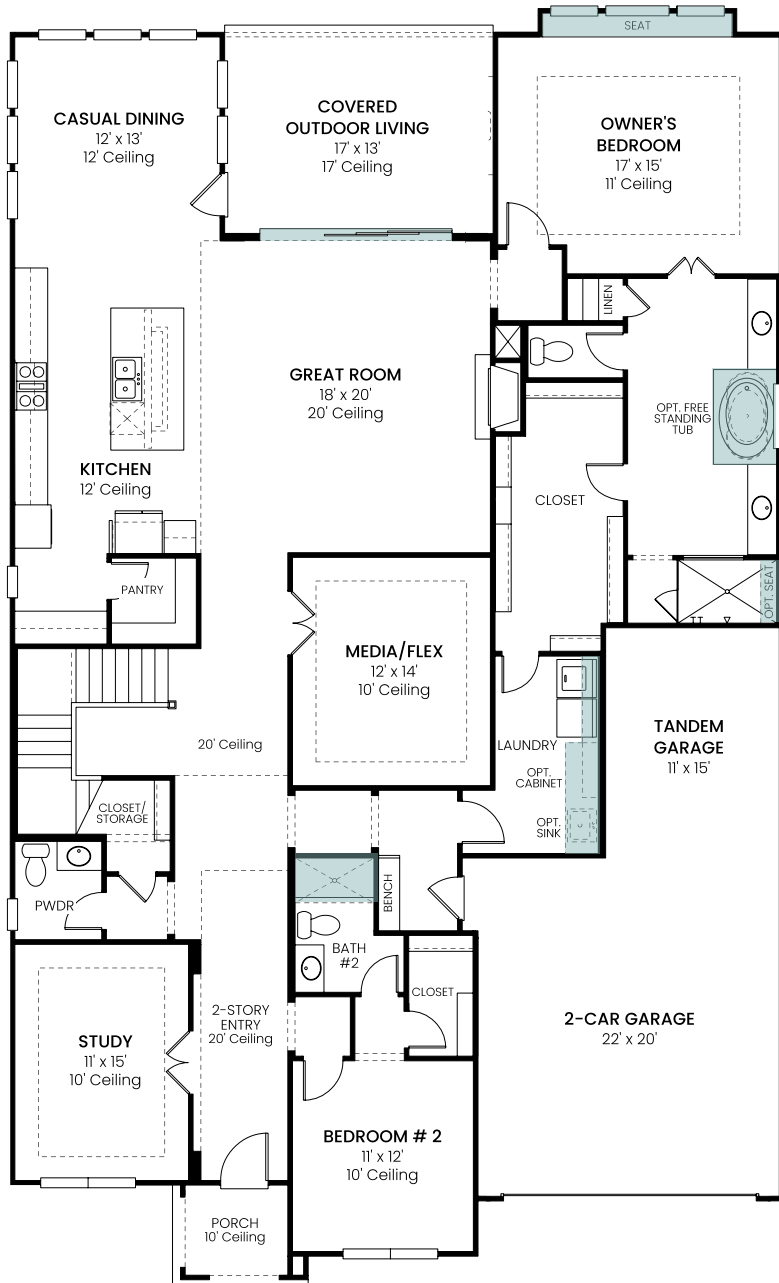 SEAT
CASUAL DINING
12' x 13'
12' Ceiling
COVERED
OUTDOOR LIVING
17' x 13'
17' Ceiling
OWNER'S
BEDROOM
17' x 15'
11' Ceiling
LINEN
GREAT ROOM
18' x 20'
20' Ceiling
OPT. FREE
STANDING
TUB
KITCHEN
12' Ceiling
CLOSET
PANTRY
OPT. SEAT
MEDIA/FLEX
12' x 14'
10' Ceiling
20' Ceiling
LAUNDRY
OPT.
CABINET
OPT.
SINK
TANDEM
GARAGE
11' x 15'
CLOSET/
STORAGE
PWDR
BENCH
BATH
#2
CLOSET
2-STORY
ENTRY
20' Ceiling
STUDY
11' x 15'
10' Ceiling
2-CAR GARAGE
22' x 20'
BEDROOM # 2
11' x 12'
10' Ceiling
PORCH
10' Ceiling